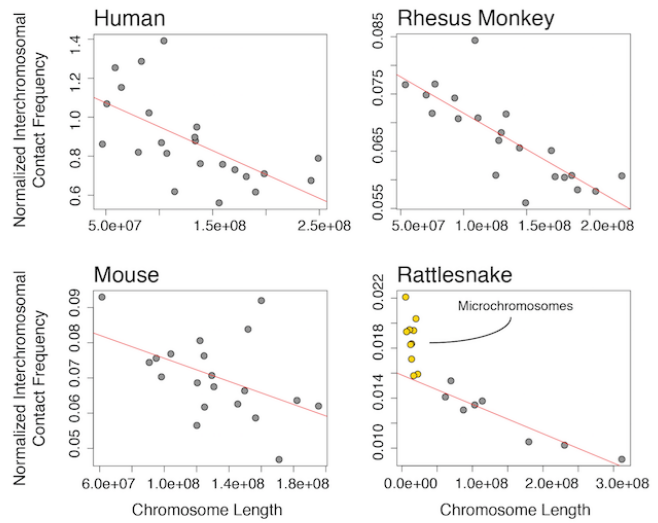 Human
Normalized Interchromosomal
Contact Frequency
1.4
1.2
1.0
0.8
0.6
5.0e+07
1.5e+08
2.5e+08
Rhesus Monkey
0.085
0.075
0.065
0.055
5.0e+07
1.0e+08
1.5e+08
2.0e+08
Mouse
Normalized Interchromosomal
Contact Frequency
0.09
0.08
0.07
0.06
0.05
6.0e+07
1.0e+08
1.4e+08
1.8e+08
Chromosome Length
Rattlesnake
Microchromosomes
0.022
0.018
0.014
0.010
0.0e+00
1.0e+08
2.0e+08
3.0e+08
Chromosome Length